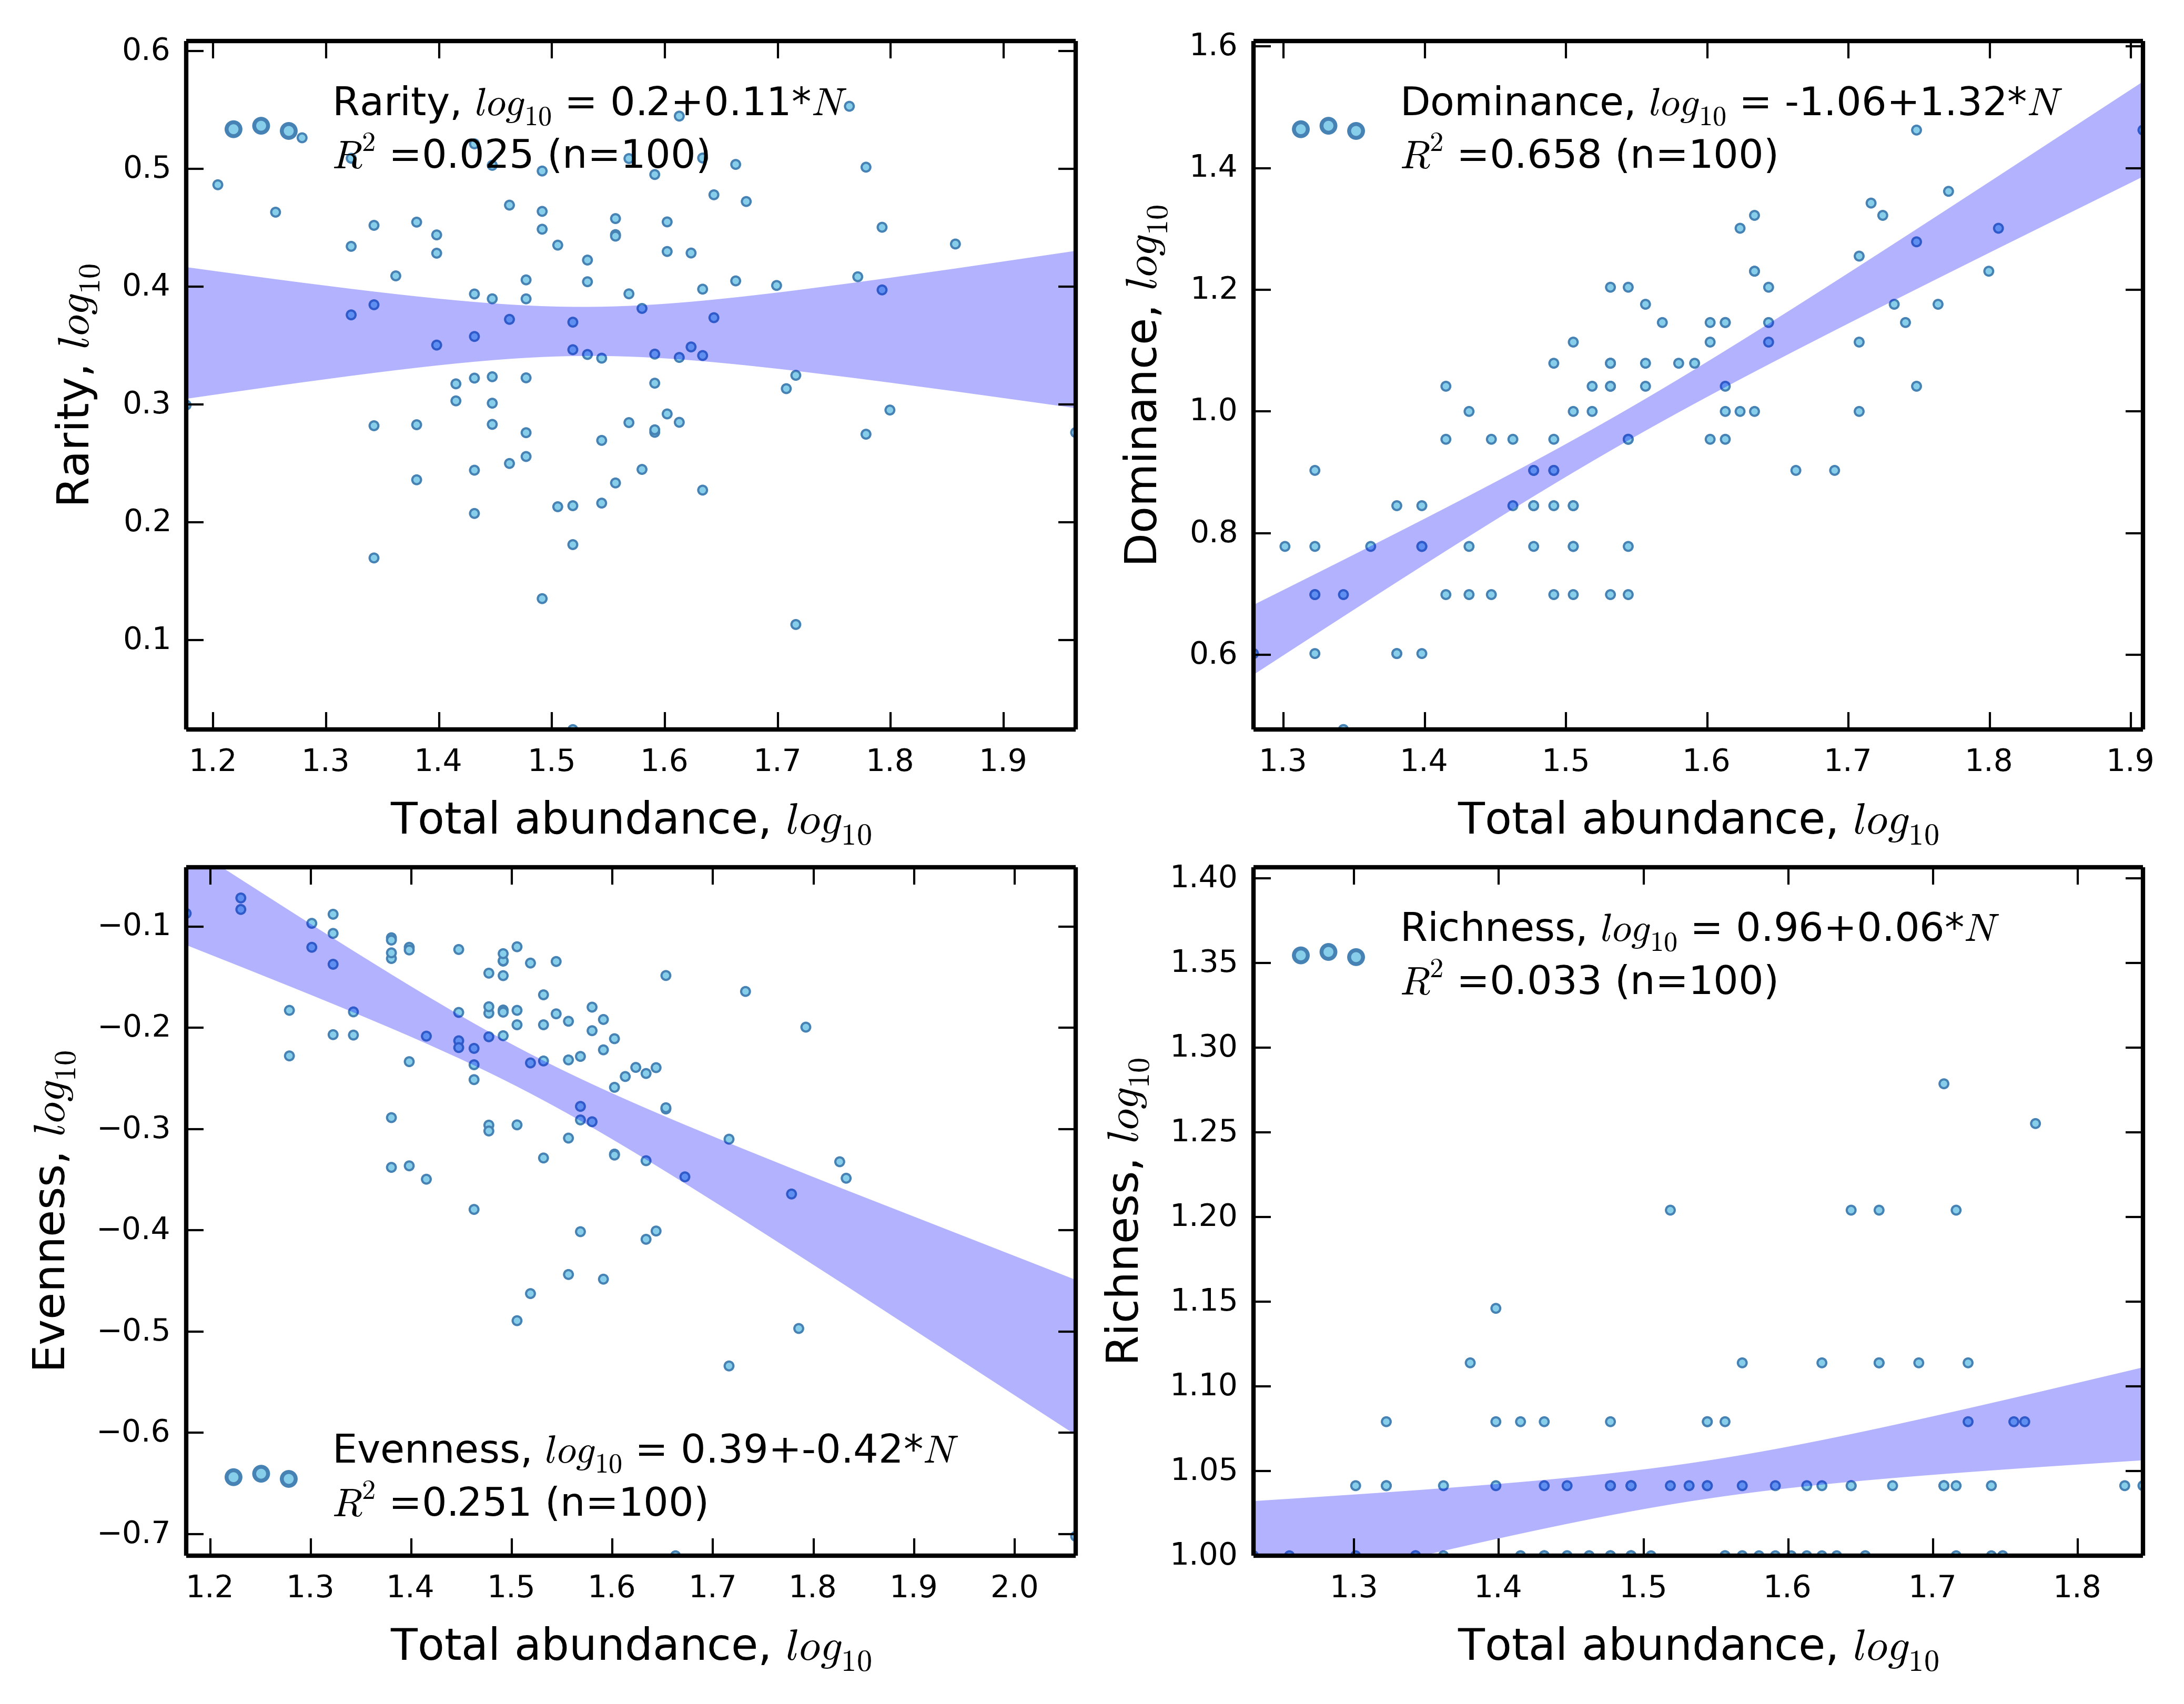 0.6
0.5
0.4
0.3
0.2
0.1
Rarity, log10
Rarity, log10 = 0.2+0.11*N
R2 =0.025 (n=100)
1.2 1.3 1.4 1.5 1.6 1.7 1.8 1.9
Total abundance, log10
1.6
1.4
1.2
1.0
0.8
0.6
Dominance, log10
Dominance, log10 = -1.06+1.32*N
R2 =0.658 (n=100)
1.3 1.4 1.5 1.6 1.7 1.8 1.9
Total abundance, log10
−0.1
−0.2
−0.3
−0.4
−0.5
−0.6
−0.7
Evenness, log10
Evenness, log10 = 0.39+-0.42*N
R2 =0.251 (n=100)
1.2 1.3 1.4 1.5 1.6 1.7 1.8 1.9 2.0
Total abundance, log10
1.40
1.35
1.30
1.25
1.20
1.15
1.10
1.05
1.00
Richness, log10
Richness, log10 = 0.96+0.06*N
R2 =0.033 (n=100)
1.3 1.4 1.5 1.6 1.7 1.8
Total abundance, log10